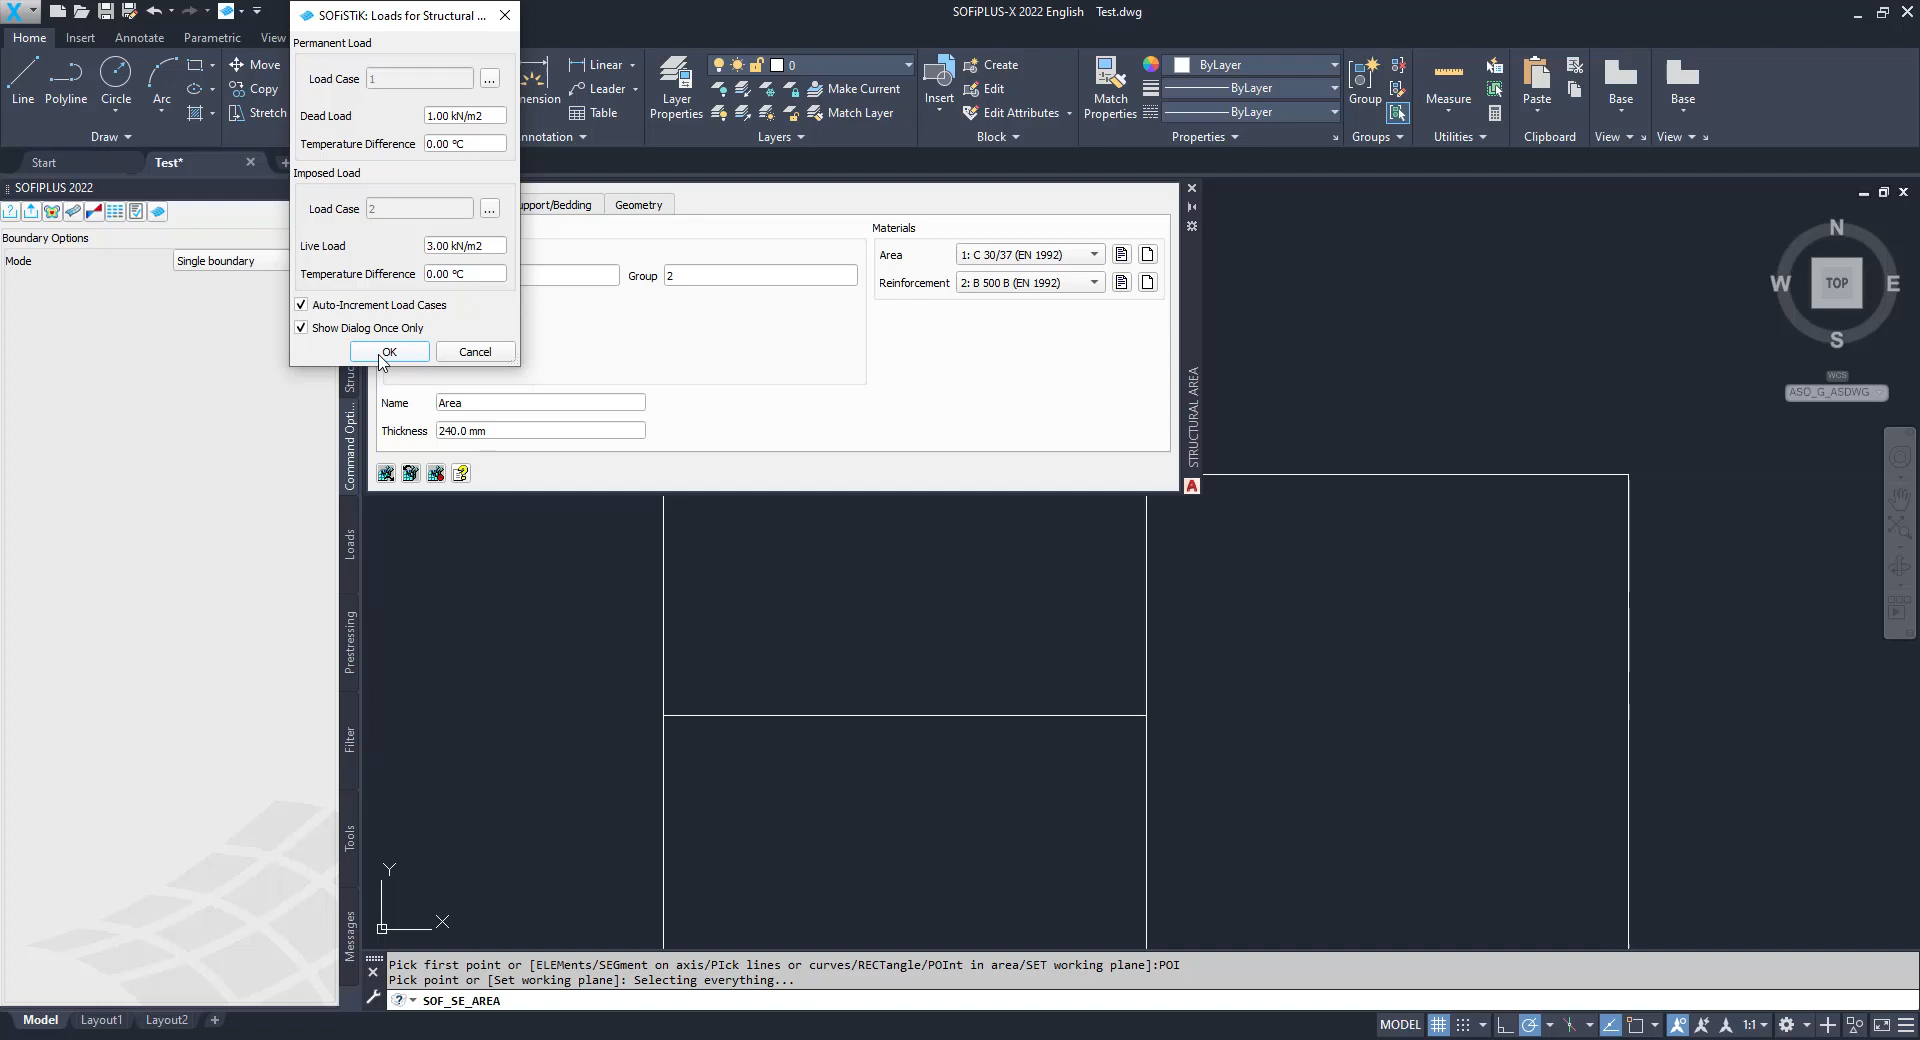 SOFiPLUS-X 2022 English Test.dwg
SOFiSTiK: Loads for Structural ...
Home Insert Annotate Parametric View
Line Polyline Circle Arc
Move
Copy
Stretch
Draw
Linear
Leader
Table
mension
nnotation
Layer Properties
0
Make Current
Match Layer
Layers
Insert
Create
Edit
Edit Attributes
Block
Match Properties
ByLayer
ByLayer
ByLayer
Properties
Group
Groups
Measure
Utilities
Paste
Clipboard
Base
View
Base
View
Start
Test*
SOFIPLUS 2022
Boundary Options
Mode Single boundary
Permanent Load
Load Case 1 ...
Dead Load 1.00 kN/m2
Temperature Difference 0.00 °C
Imposed Load
Load Case 2 ...
Live Load 3.00 kN/m2
Temperature Difference 0.00 °C
Auto-Increment Load Cases
Show Dialog Once Only
OK Cancel
upport/Bedding Geometry
Group 2
Materials
Area 1: C 30/37 (EN 1992)
Reinforcement 2: B 500 B (EN 1992)
Name Area
Thickness 240.0 mm
STRUCTURAL AREA
Struc
Command Opti...
Loads
Prestressing
Filter
Tools
Messages
N
W TOP E
S
WCS
ASQ_G_ASDWG
Y
X
Pick first point or [ELEMents/SEGment on axis/PIck lines or curves/RECTangle/POInt in area/SET working plane]:POI
Pick point or [Set working plane]: Selecting everything...
SOF_SE_AREA
Model Layout1 Layout2
MODEL 1:1